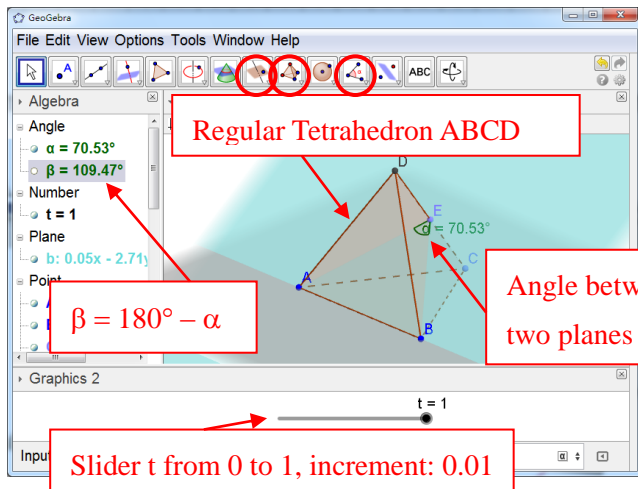 GeoGebra
File Edit View Options Tools Window Help
ABC
Algebra
Angle
α = 70.53°
β = 109.47°
Number
t = 1
Plane
b: 0.05x - 2.71y
Point
Regular Tetrahedron ABCD
D
E
α = 70.53°
C
A
B
Angle betw
two planes
β = 180° – α
Graphics 2
t = 1
Slider t from 0 to 1, increment: 0.01
Input
α